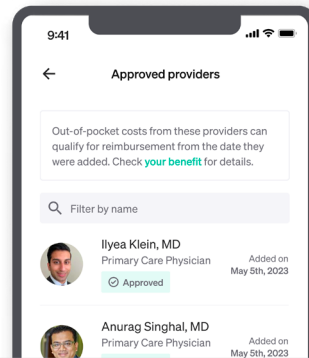 9:41
Approved providers
Out-of-pocket costs from these providers can
qualify for reimbursement from the date they
were added. Check your benefit for details.
Filter by name
Ilyea Klein, MD
Primary Care Physician
Added on
May 5th, 2023
Approved
Anurag Singhal, MD
Primary Care Physician
Added on
May 5th, 2023